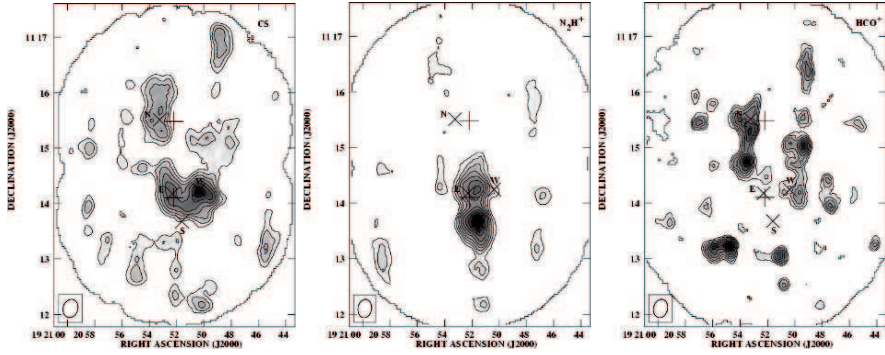 CS
N₂H⁺
HCO⁺
DECLINATION (J2000)
11 17
16
15
14
13
12
N
E
S
19 21 00 58 56 54 52 50 48 46 44
RIGHT ASCENSION (J2000)
DECLINATION (J2000)
11 17
16
15
14
13
12
N
E
W
19 21 00 58 56 54 52 50 48 46 44
RIGHT ASCENSION (J2000)
DECLINATION (J2000)
11 17
16
15
14
13
12
E
W
S
19 21 00 58 56 54 52 50 48 46 44
RIGHT ASCENSION (J2000)